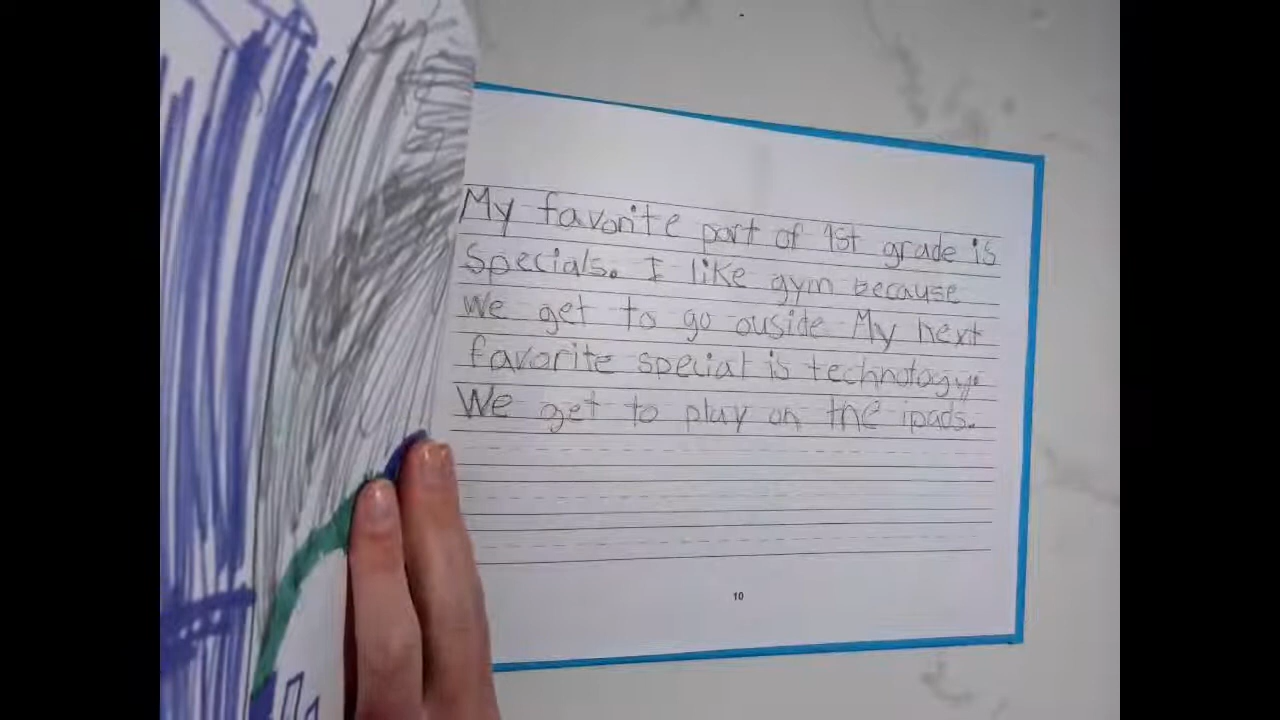 My favorite part of 1st grade is
specials. I like gym because
we get to go ouside My next
favorite special is technology.
We get to play on the ipads.
10